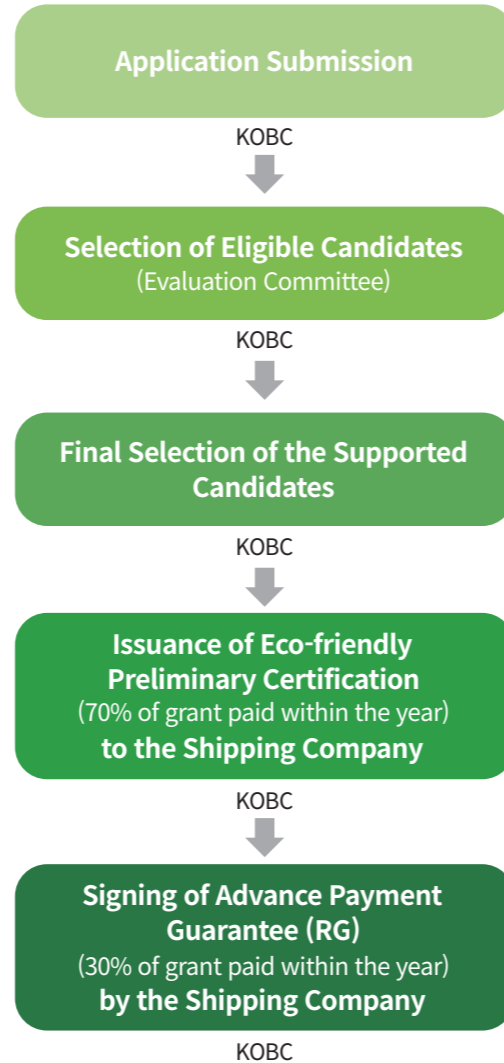 Application Submission
KOBC
Selection of Eligible Candidates
(Evaluation Committee)
KOBC
Final Selection of the Supported
Candidates
KOBC
Issuance of Eco-friendly
Preliminary Certification
(70% of grant paid within the year)
to the Shipping Company
KOBC
Signing of Advance Payment
Guarantee (RG)
(30% of grant paid within the year)
by the Shipping Company
KOBC